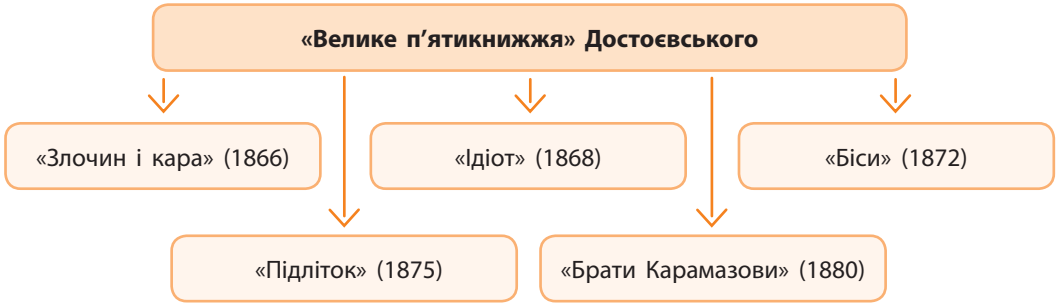 «Велике п’ятикнижжя» Достоєвського
«Злочин і кара» (1866)
«Ідіот» (1868)
«Біси» (1872)
«Підліток» (1875)
«Брати Карамазови» (1880)